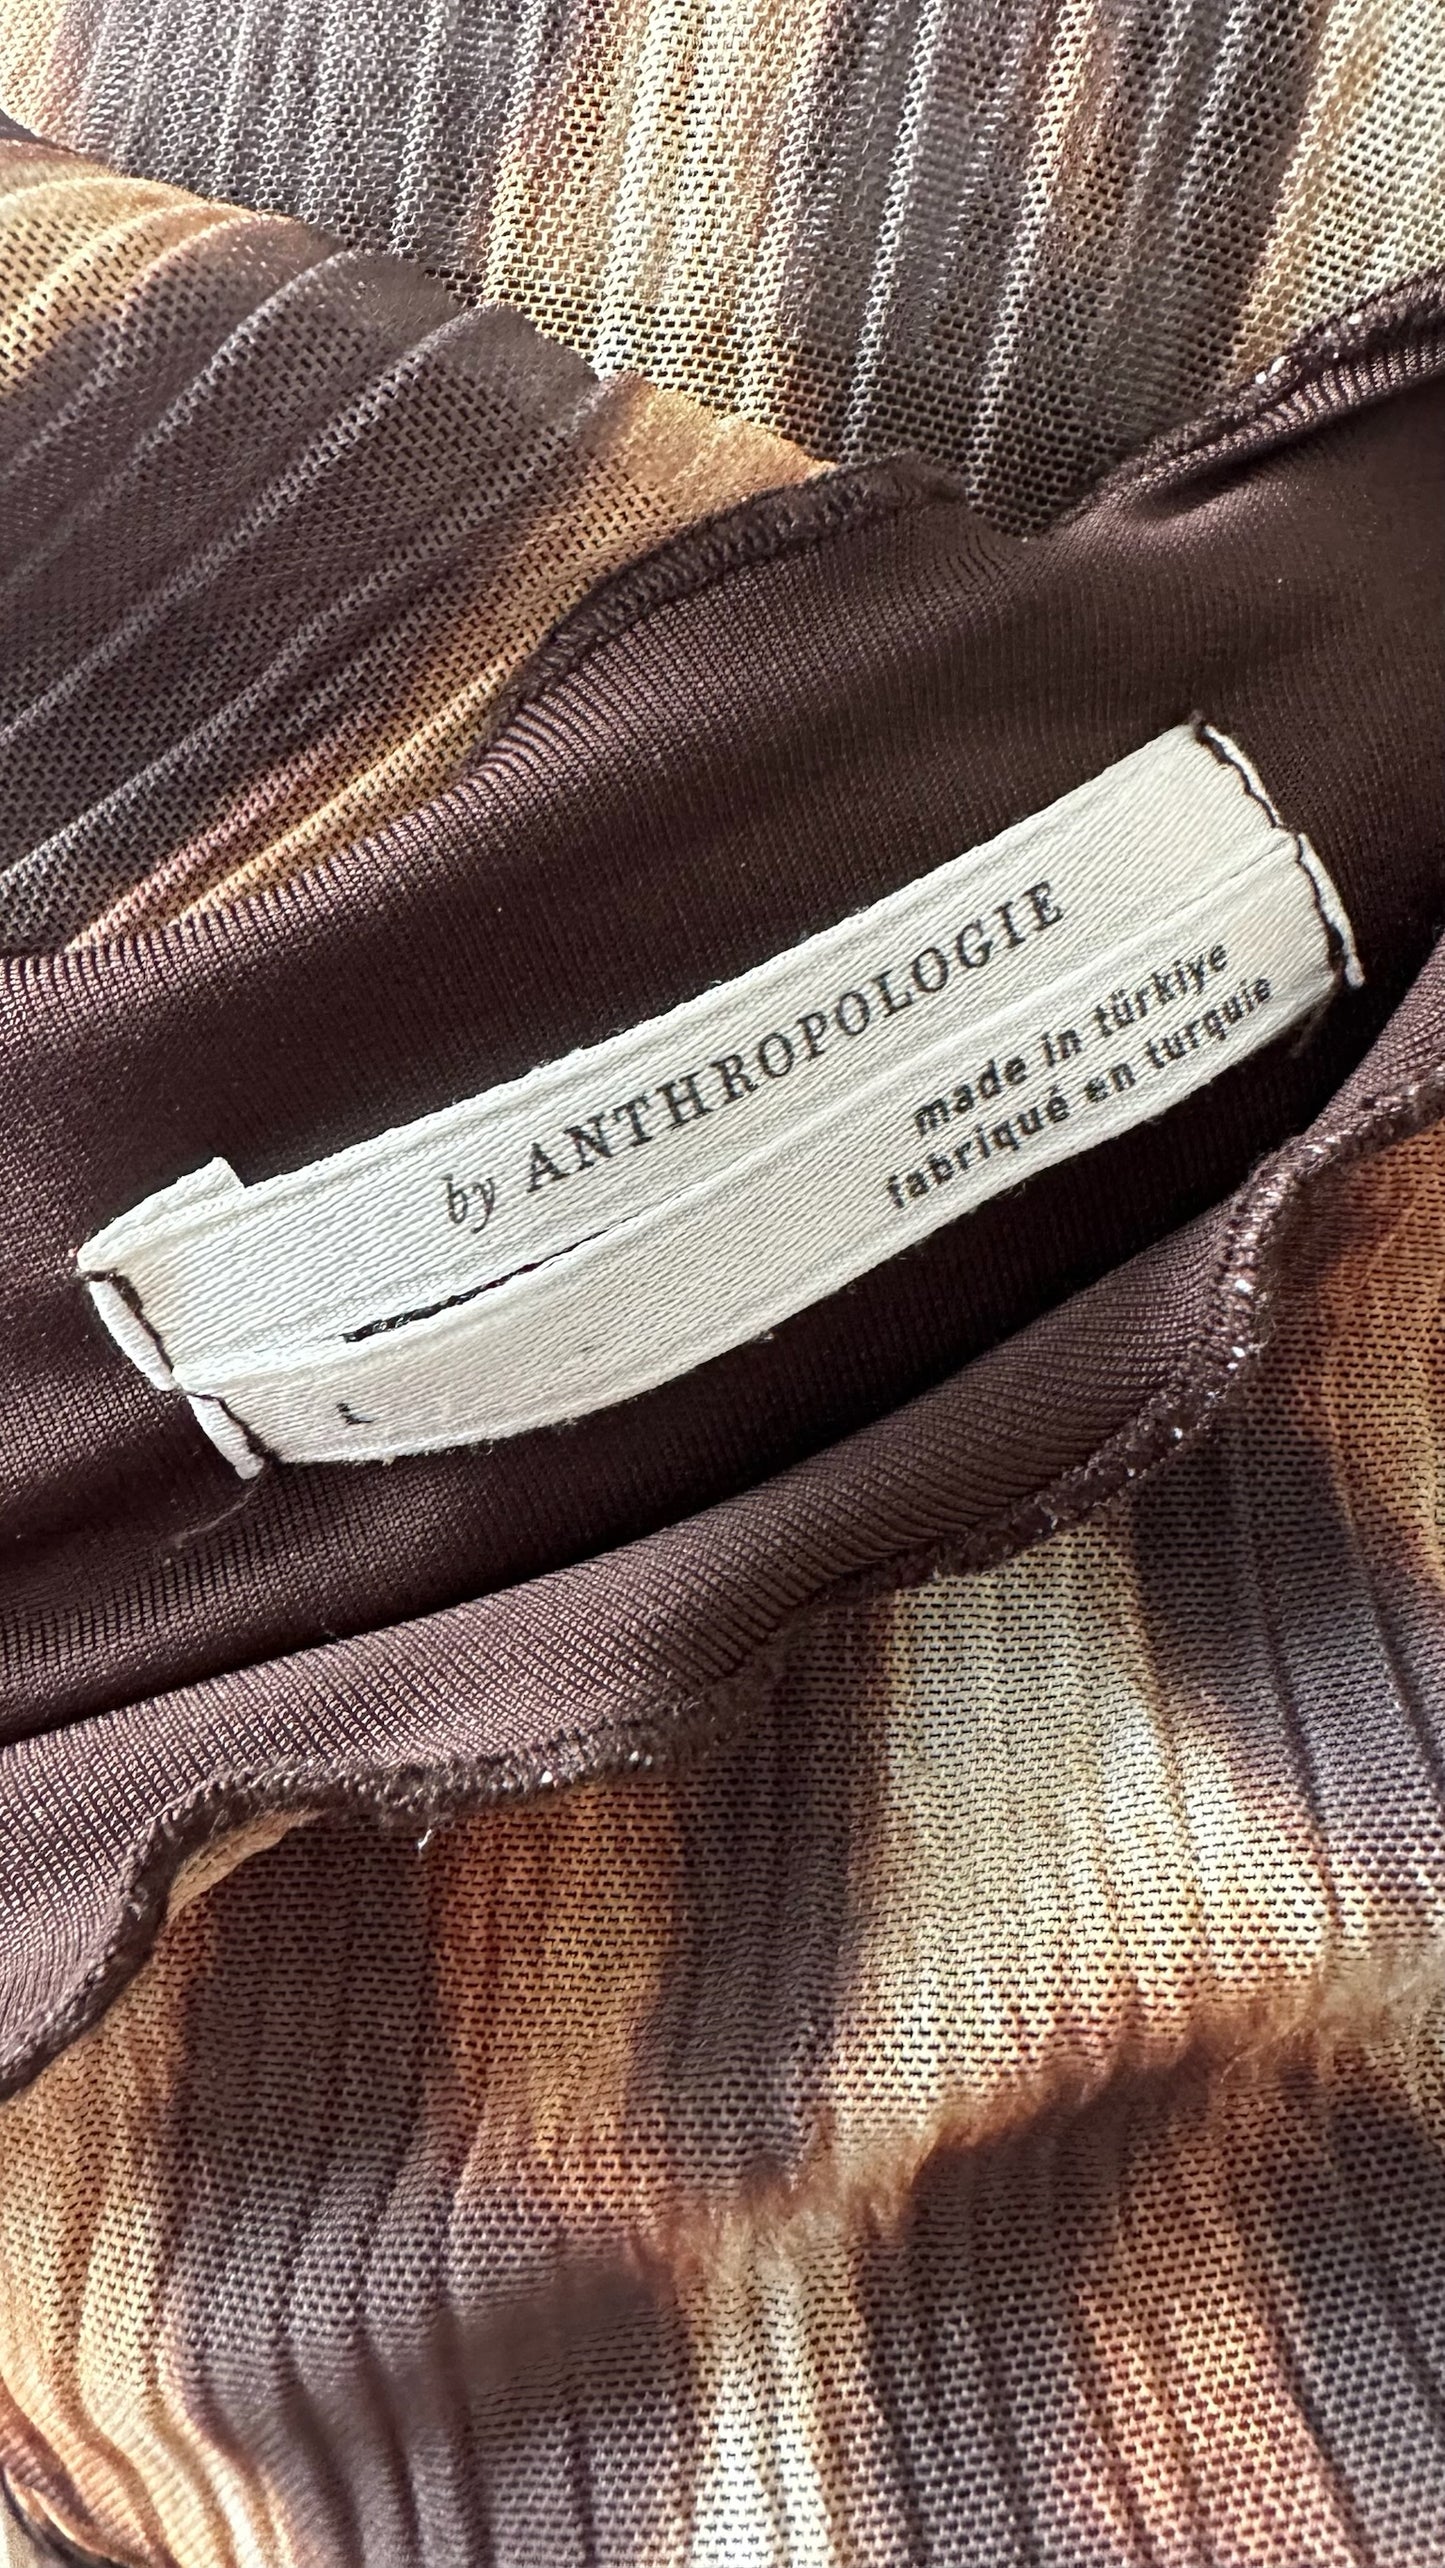 by ANTHROPOLOGIE
made in türkiye
fabriqué en turquie
L